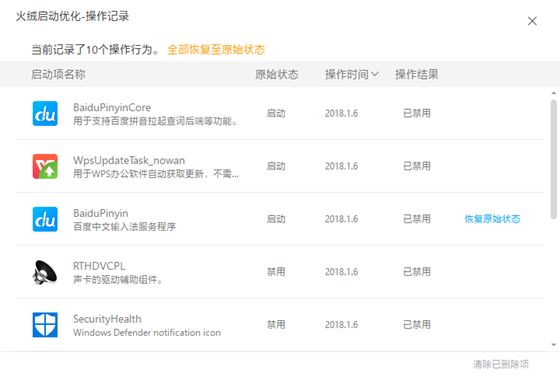 火绒启动优化-操作记录
当前记录了10个操作行为。 全部恢复至原始状态
启动项名称 原始状态 操作时间 操作结果
BaiduPinyinCore
用于支持百度拼音拉起查词后端等功能。 启动 2018.1.6 已禁用
WpsUpdateTask_nowan
用于WPS办公软件自动获取更新，不需... 启动 2018.1.6 已禁用
BaiduPinyin
百度中文输入法服务程序 启动 2018.1.6 已禁用 恢复原始状态
RTHDVCPL
声卡的驱动辅助组件。 禁用 2018.1.6 已禁用
SecurityHealth
Windows Defender notification icon 禁用 2018.1.6 已禁用
清除已删除项